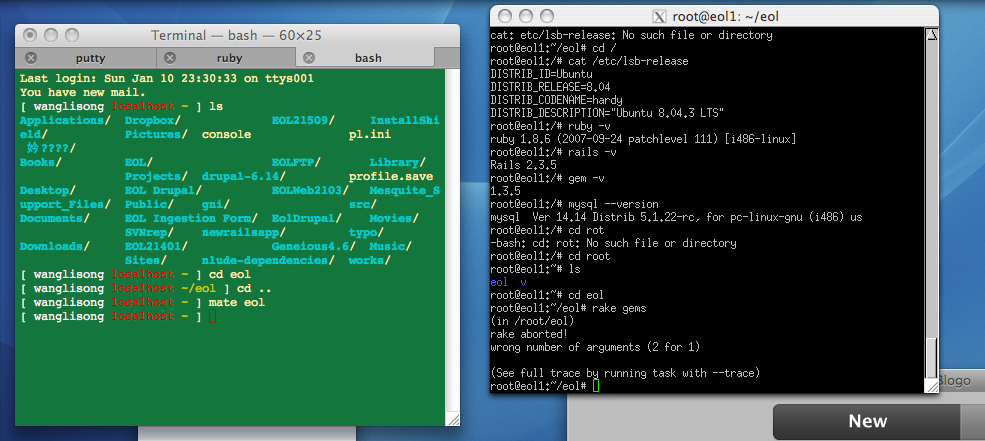 Terminal — bash — 60×25
putty ruby bash
Last login: Sun Jan 10 23:30:33 on ttys001
You have new mail.
[ wanglisong localhost ~ ] ls
Applications/ Dropbox/ EOL21509/ InstallShi
eld/ Pictures/ console pl.ini
妗????/
Books/ EOL/ EOLFTP/ Library/
Projects/ drupal-6.14/ profile.save
Desktop/ EOL Drupal/ EOLWeb2103/ Mesquite_S
upport_Files/ Public/ gni/ src/
Documents/ EOL Ingestion Form/ EolDrupal/ Movies/
SVNrep/ newrailsapp/ typo/
Downloads/ EOL21401/ Geneious4.6/ Music/
Sites/ nlude-dependencies/ works/
[ wanglisong localhost ~ ] cd eol
[ wanglisong localhost ~/eol ] cd ..
[ wanglisong localhost ~ ] mate eol
[ wanglisong localhost ~ ]
root@eol1: ~/eol
cat: etc/lsb-release: No such file or directory
root@eol1:~/eol# cd /
root@eol1:/# cat /etc/lsb-release
DISTRIB_ID=Ubuntu
DISTRIB_RELEASE=8.04
DISTRIB_CODENAME=hardy
DISTRIB_DESCRIPTION="Ubuntu 8.04.3 LTS"
root@eol1:/# ruby -v
ruby 1.8.6 (2007-09-24 patchlevel 111) [i486-linux]
root@eol1:/# rails -v
Rails 2.3.5
root@eol1:/# gem -v
1.3.5
root@eol1:/# mysql --version
mysql Ver 14.14 Distrib 5.1.22-rc, for pc-linux-gnu (i486) us
root@eol1:/# cd rot
-bash: cd: rot: No such file or directory
root@eol1:/# cd root
root@eol1:~# ls
eol v
root@eol1:~# cd eol
root@eol1:~/eol# rake gems
(in /root/eol)
rake aborted!
wrong number of arguments (2 for 1)
(See full trace by running task with --trace)
root@eol1:~/eol#
Blogo
New